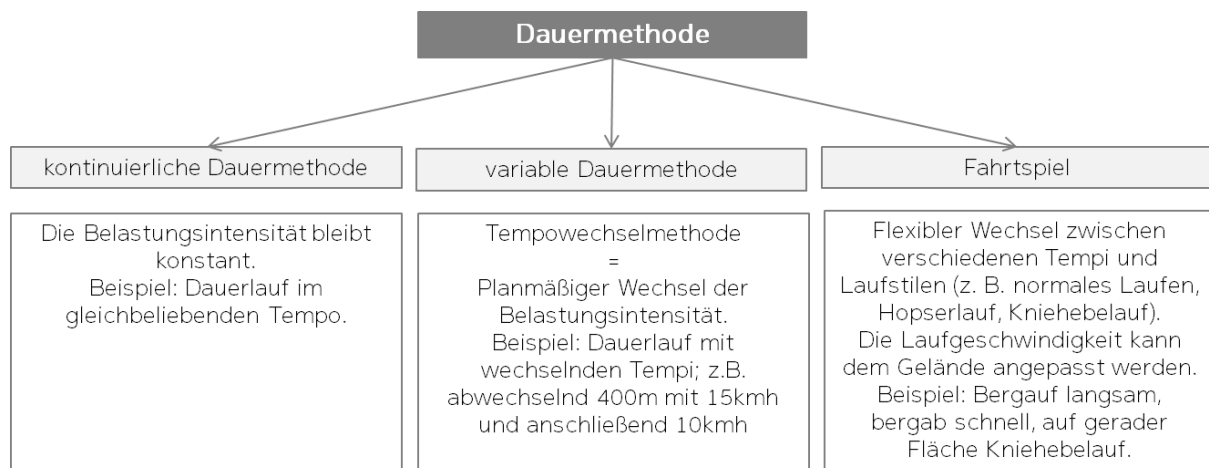 Dauermethode
kontinuierliche Dauermethode
variable Dauermethode
Fahrtspiel
Die Belastungsintensität bleibt
konstant.
Beispiel: Dauerlauf im
gleichbeliebenden Tempo.
Tempowechselmethode
=
Planmäßiger Wechsel der
Belastungsintensität.
Beispiel: Dauerlauf mit
wechselnden Tempi; z.B.
abwechselnd 400m mit 15kmh
und anschließend 10kmh
Flexibler Wechsel zwischen
verschiedenen Tempi und
Laufstilen (z. B. normales Laufen,
Hopserlauf, Kniehebelauf).
Die Laufgeschwindigkeit kann
dem Gelände angepasst werden.
Beispiel: Bergauf langsam,
bergab schnell, auf gerader
Fläche Kniehebelauf.